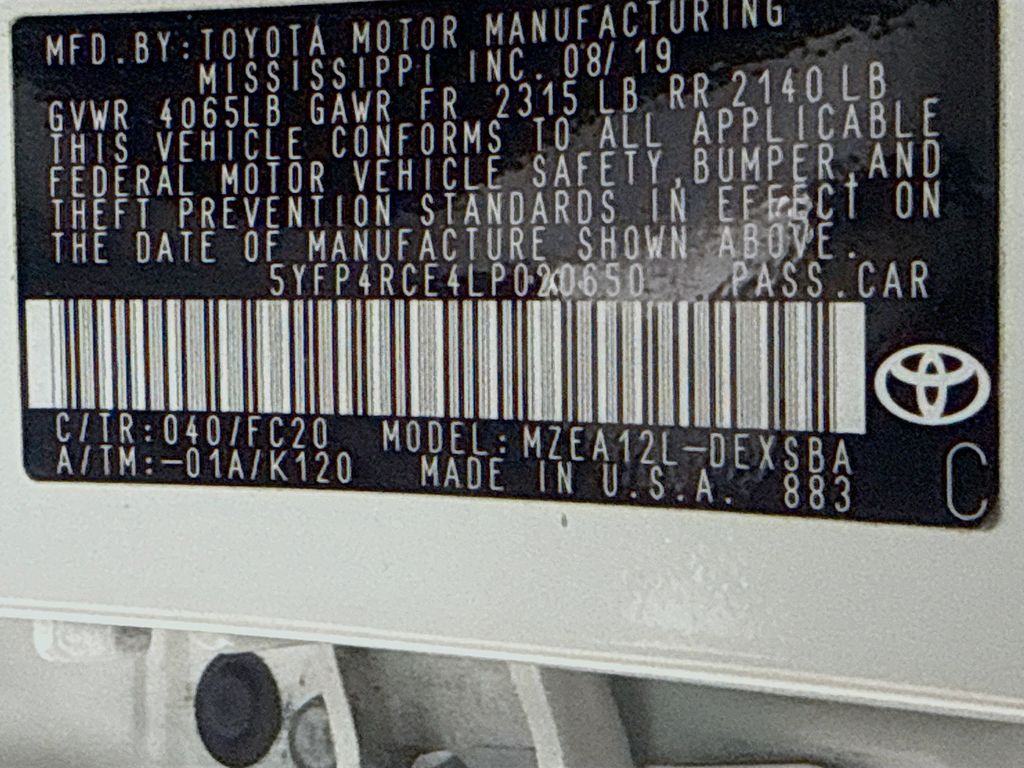 MFD.BY:TOYOTA MOTOR MANUFACTURING
MISSISSIPPI INC. 08/19
GVWR 4065LB GAWR FR 2315 LB RR 2140 LB
THIS VEHICLE CONFORMS TO ALL APPLICABLE
FEDERAL MOTOR VEHICLE SAFETY,BUMPER,AND
THEFT PREVENTION STANDARDS IN EFFECT ON
THE DATE OF MANUFACTURE SHOWN ABOVE.
5YFP4RCE4LP020650 PASS.CAR
C/TR:040/FC20 MODEL:MZEA12L-DEXSBA
A/TM:-01A/K120 MADE IN U.S.A. 883
C